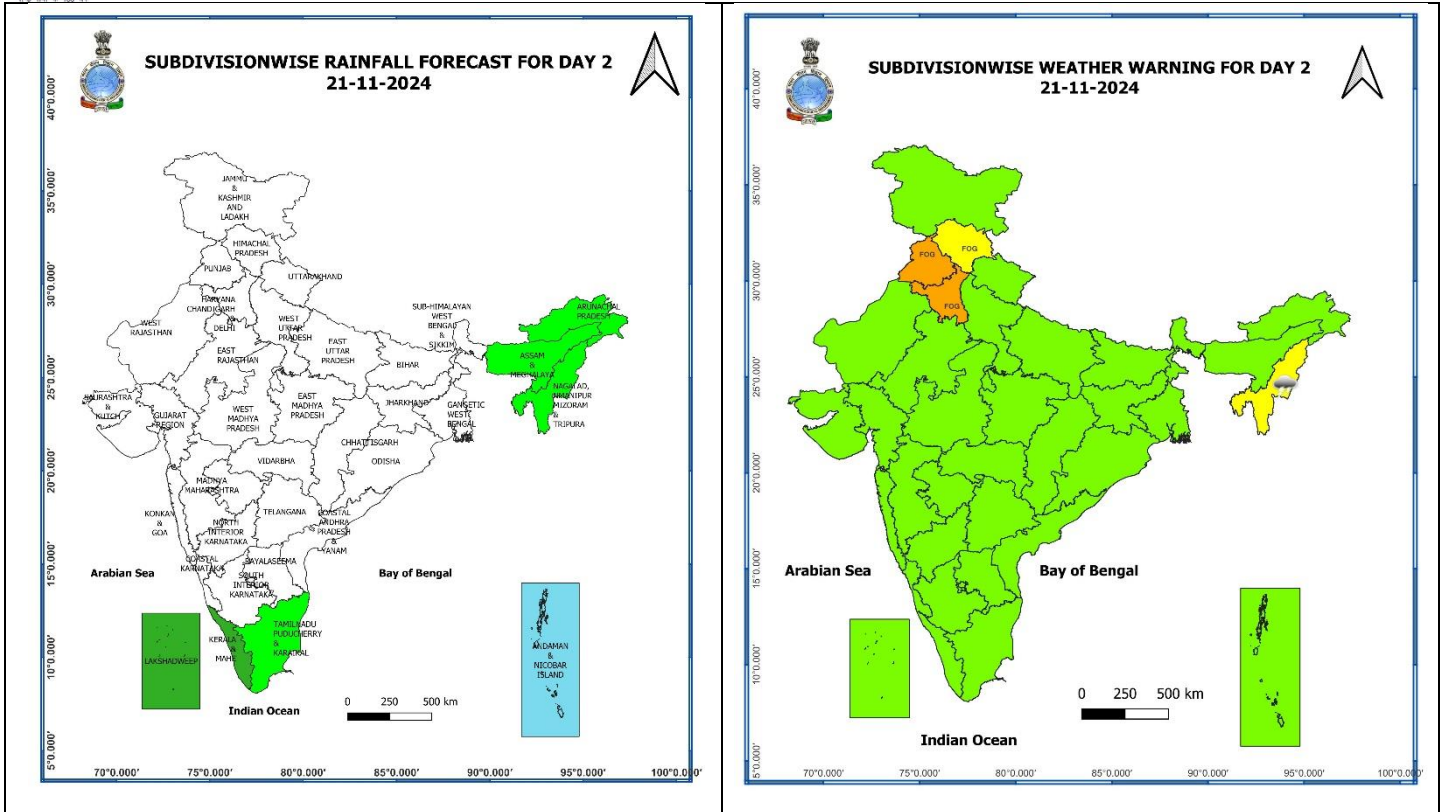 SUBDIVISIONWISE RAINFALL FORECAST FOR DAY 2
21-11-2024
40°0.000'
35°0.000'
30°0.000'
25°0.000'
20°0.000'
15°0.000'
10°0.000'
5°0.000'
JAMMU
&
KASHMIR
AND
LADAKH
HIMACHAL
PRADESH
PUNJAB
UTTARAKHAND
HARYANA
CHANDIGARH
&
DELHI
WEST
RAJASTHAN
WEST
UTTAR
PRADESH
EAST
UTTAR
PRADESH
EAST
RAJASTHAN
SUB-HIMALAYAN
WEST
BENGAL
&
SIKKIM
ARUNACHAL
PRADESH
ASSAM
&
MEGHALAYA
BIHAR
NAGALAD,
MANIPUR
MIZORAM
&
TRIPURA
SAURASHTRA
&
KUTCH
GUJARAT
REGION
WEST
MADHYA
PRADESH
EAST
MADHYA
PRADESH
JHARKHAND
GANGETIC
WEST
BENGAL
CHHATTISGARH
ODISHA
VIDARBHA
MADHYA
MAHARASHTRA
KONKAN
&
GOA
TELANGANA
NORTH
INTERIOR
KARNATAKA
COASTAL
ANDHRA
PRADESH
&
YANAM
COASTAL
KARNATAKA
RAYALASEEMA
SOUTH
INTERIOR
KARNATAKA
Arabian Sea
Bay of Bengal
LAKSHADWEEP
KERALA
&
MAHE
TAMILNADU
PUDUCHERRY
&
KARAIKAL
ANDAMAN
&
NICOBAR
ISLAND
0 250 500 km
Indian Ocean
70°0.000' 75°0.000' 80°0.000' 85°0.000' 90°0.000' 95°0.000' 100°0.000'
SUBDIVISIONWISE WEATHER WARNING FOR DAY 2
21-11-2024
40°0.000'
35°0.000'
30°0.000'
25°0.000'
20°0.000'
15°0.000'
10°0.000'
5°0.000'
FOG
FOG
FOG
Arabian Sea
Bay of Bengal
0 250 500 km
Indian Ocean
70°0.000' 75°0.000' 80°0.000' 85°0.000' 90°0.000' 95°0.000' 100°0.000'